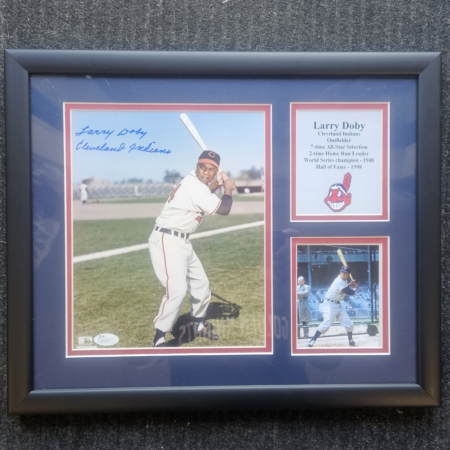 Larry Doby
Cleveland Indians
Larry Doby
Cleveland Indians
Outfielder
7-time All-Star Selection
2-time Home Run Leader
World Series champion - 1948
Hall of Fame - 1998